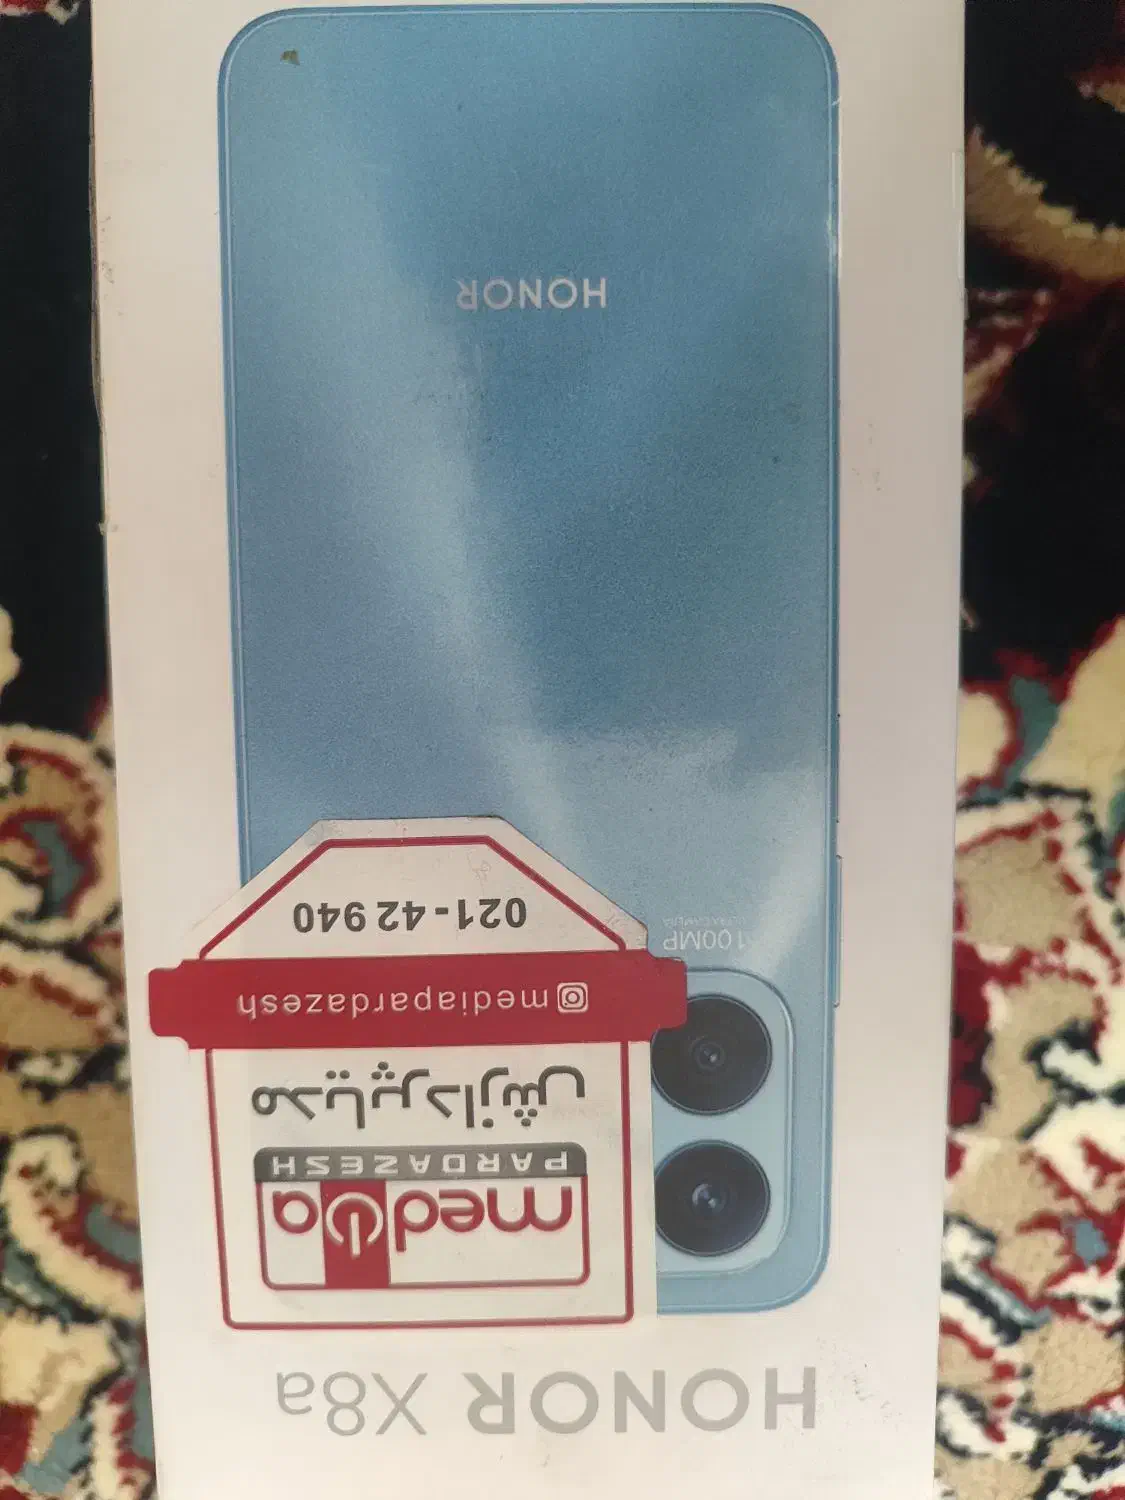 HONOR X8a
media
PARDAZESH
مدیاپردازش
mediapardazesh
021-42 940
100MP
HONOR